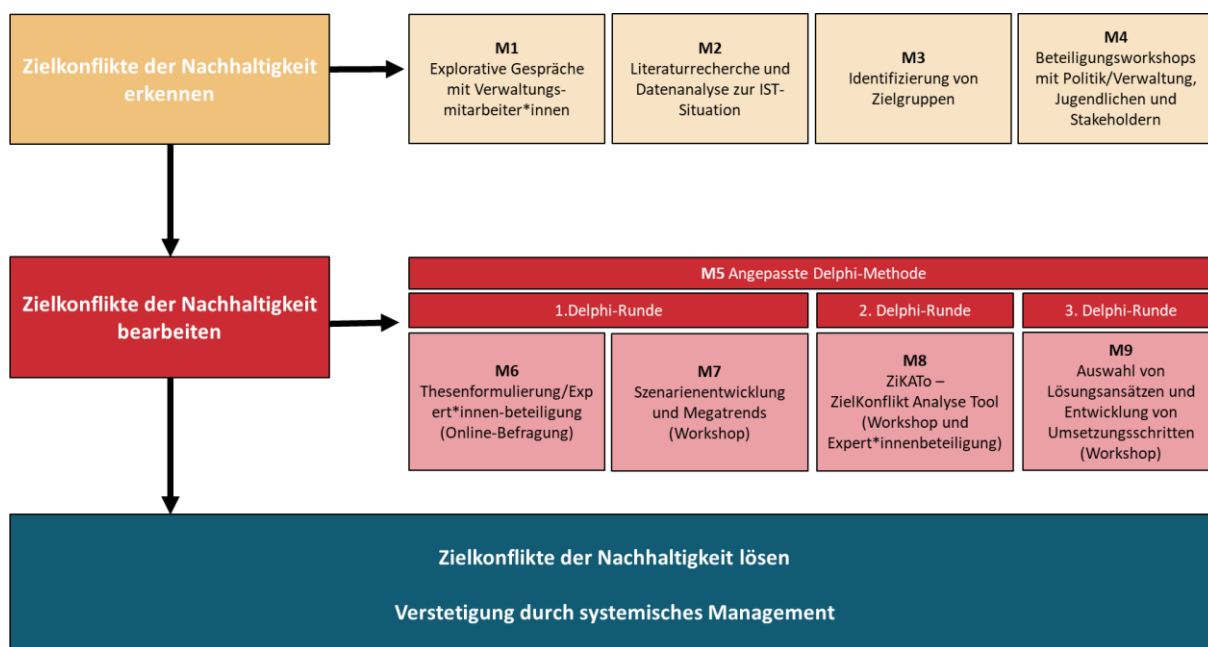 Zielkonflikte der Nachhaltigkeit
erkennen
M1
Explorative Gespräche
mit Verwaltungs-
mitarbeiter*innen
M2
Literaturrecherche und
Datenanalyse zur IST-
Situation
M3
Identifizierung von
Zielgruppen
M4
Beteiligungsworkshops
mit Politik/Verwaltung,
Jugendlichen und
Stakeholdern
Zielkonflikte der Nachhaltigkeit
bearbeiten
M5 Angepasste Delphi-Methode
1.Delphi-Runde
2. Delphi-Runde
3. Delphi-Runde
M6
Thesenformulierung/Exp
ert*innen-beteiligung
(Online-Befragung)
M7
Szenarienentwicklung
und Megatrends
(Workshop)
M8
ZiKATo –
ZielKonflikt Analyse Tool
(Workshop und
Expert*innenbeteiligung)
M9
Auswahl von
Lösungsansätzen und
Entwicklung von
Umsetzungsschritten
(Workshop)
Zielkonflikte der Nachhaltigkeit lösen
Verstetigung durch systemisches Management